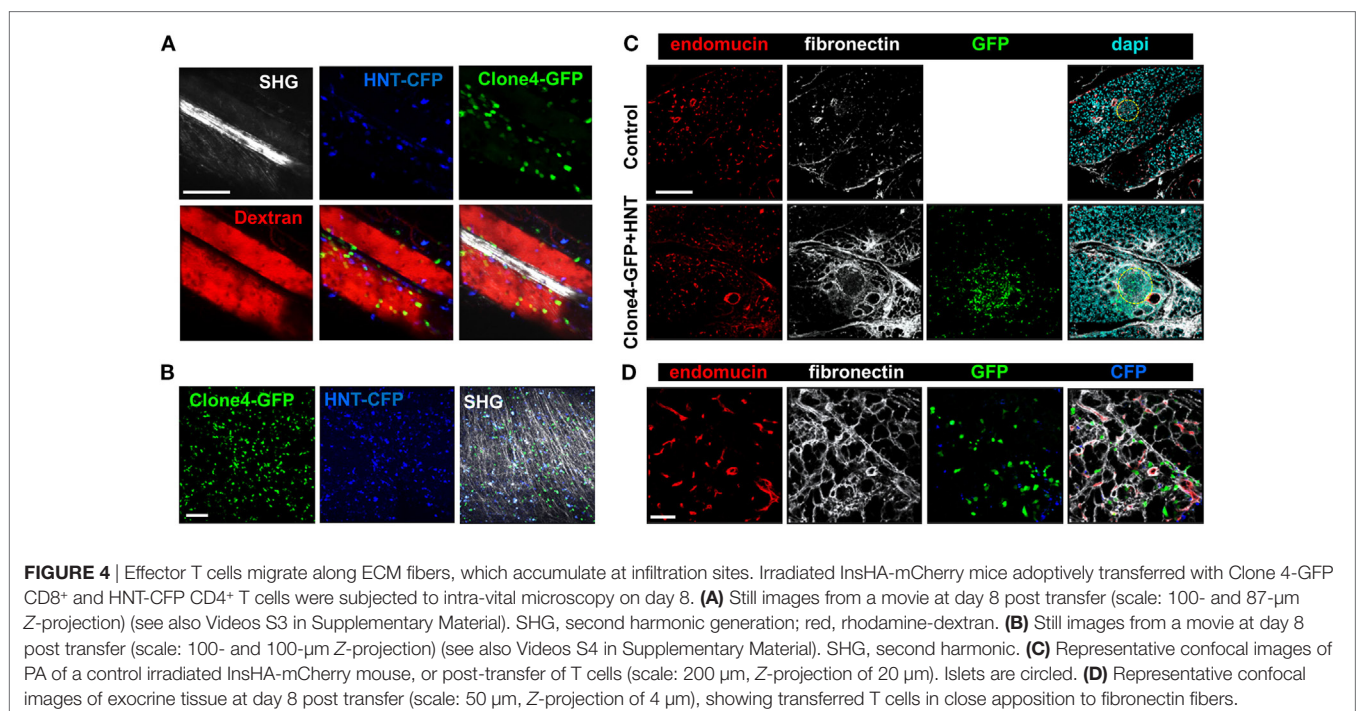 A
SHG
HNT-CFP
Clone4-GFP
Dextran
B
Clone4-GFP
HNT-CFP
SHG
C
endomucin fibronectin GFP dapi
Control
Clone4-GFP+HNT
D
endomucin fibronectin GFP CFP
FIGURE 4 | Effector T cells migrate along ECM fibers, which accumulate at infiltration sites. Irradiated InsHA-mCherry mice adoptively transferred with Clone 4-GFP
CD8⁺ and HNT-CFP CD4⁺ T cells were subjected to intra-vital microscopy on day 8. (A) Still images from a movie at day 8 post transfer (scale: 100- and 87-μm
Z-projection) (see also Videos S3 in Supplementary Material). SHG, second harmonic generation; red, rhodamine-dextran. (B) Still images from a movie at day 8
post transfer (scale: 100- and 100-μm Z-projection) (see also Videos S4 in Supplementary Material). SHG, second harmonic. (C) Representative confocal images of
PA of a control irradiated InsHA-mCherry mouse, or post-transfer of T cells (scale: 200 μm, Z-projection of 20 μm). Islets are circled. (D) Representative confocal
images of exocrine tissue at day 8 post transfer (scale: 50 μm, Z-projection of 4 μm), showing transferred T cells in close apposition to fibronectin fibers.